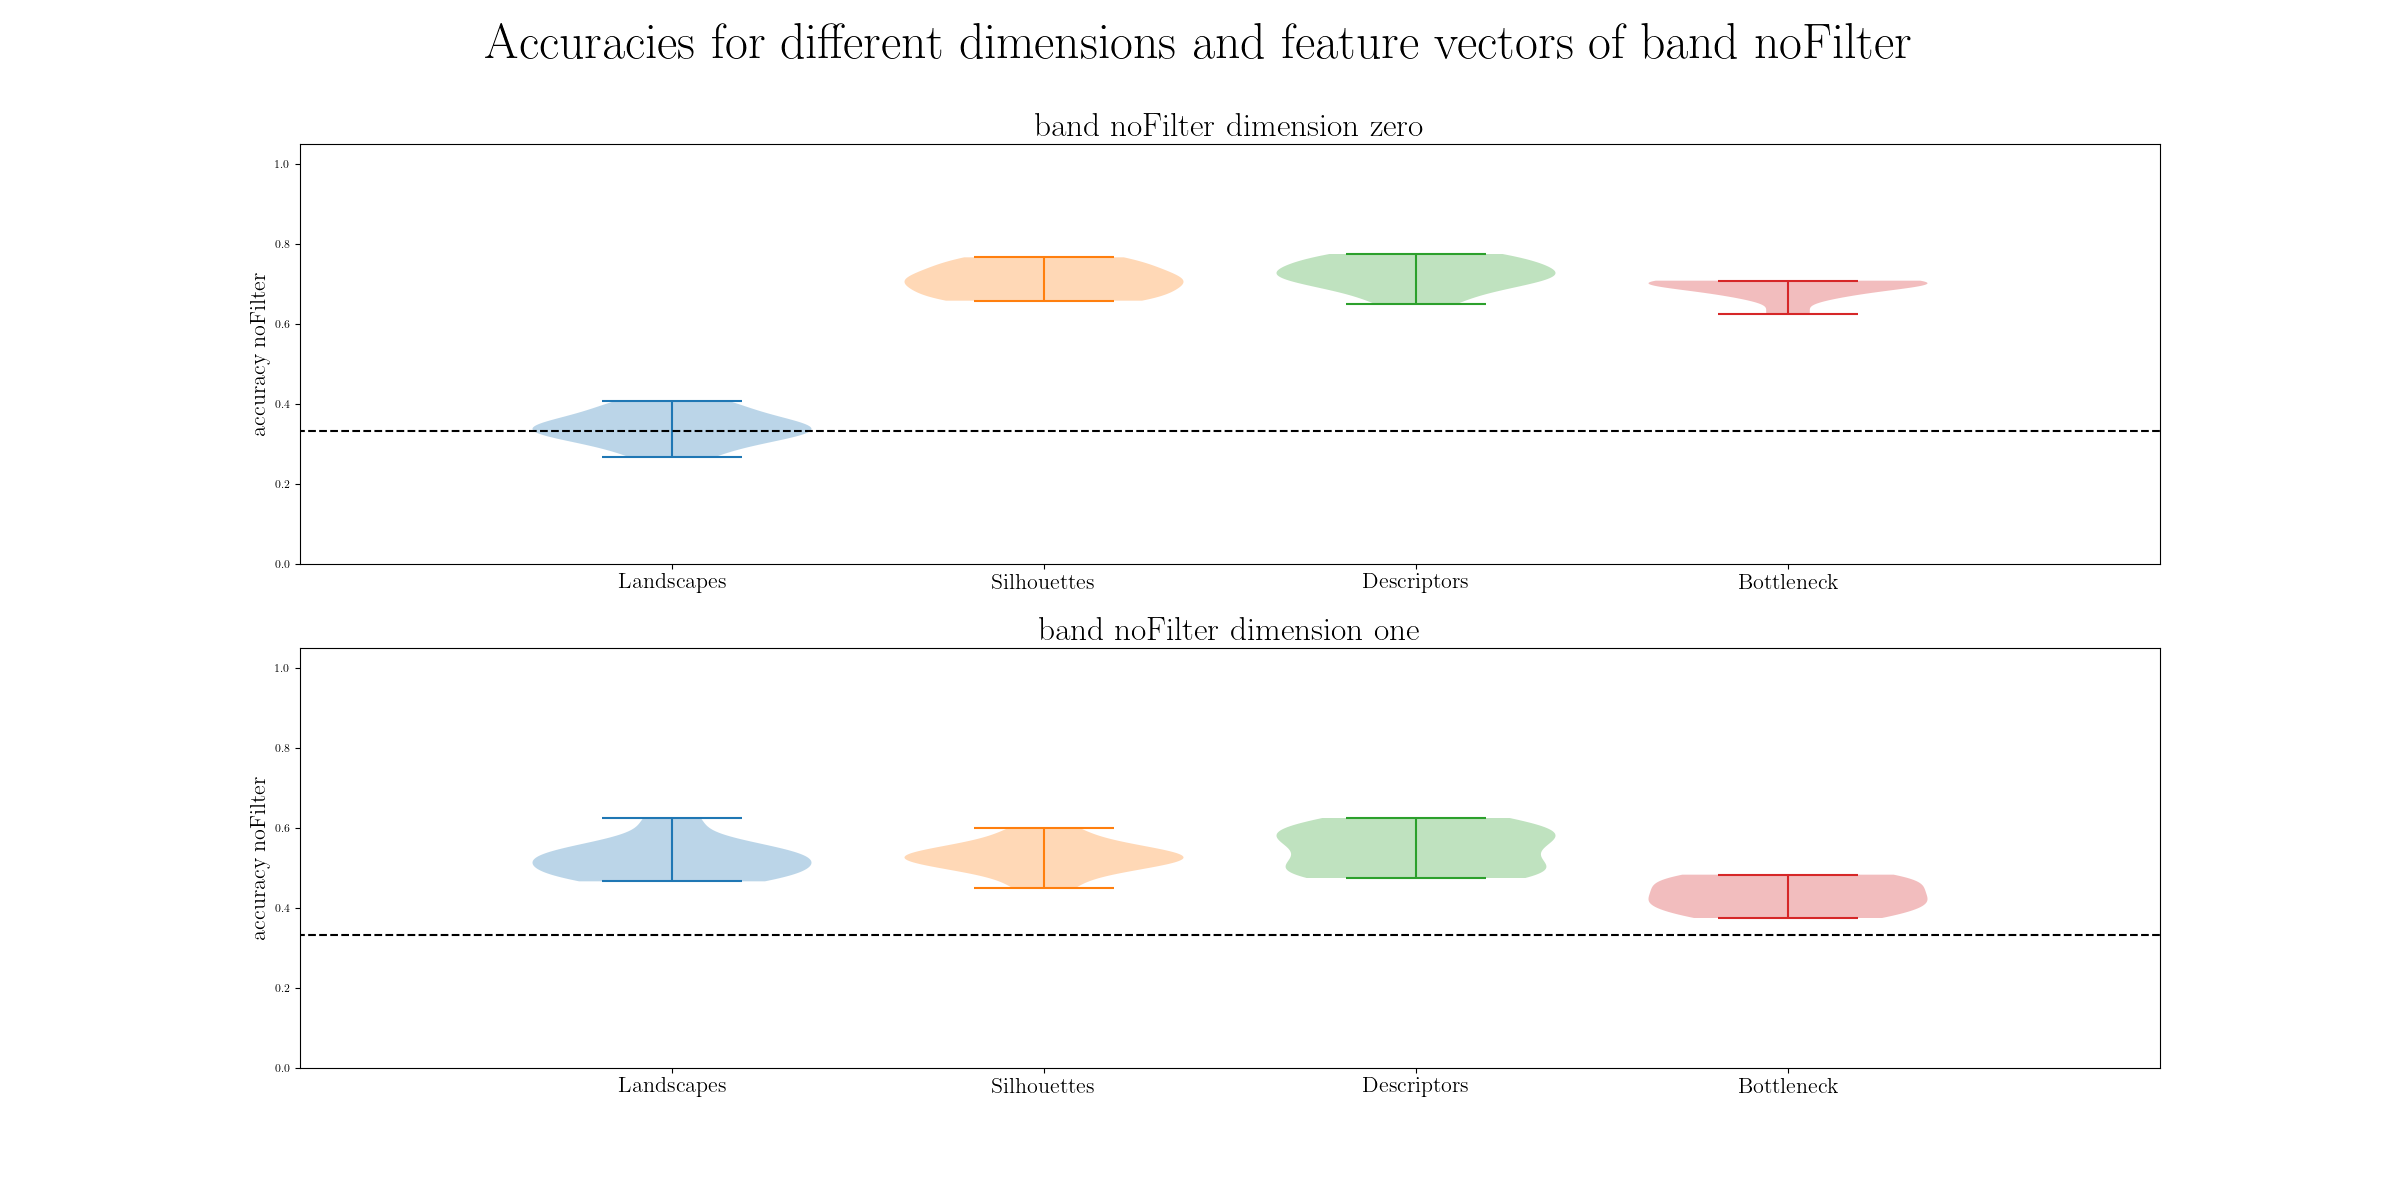 Accuracies for different dimensions and feature vectors of band noFilter
band noFilter dimension zero
accuracy noFilter
1.0
0.8
0.6
0.4
0.2
0.0
Landscapes
Silhouettes
Descriptors
Bottleneck
band noFilter dimension one
accuracy noFilter
1.0
0.8
0.6
0.4
0.2
0.0
Landscapes
Silhouettes
Descriptors
Bottleneck